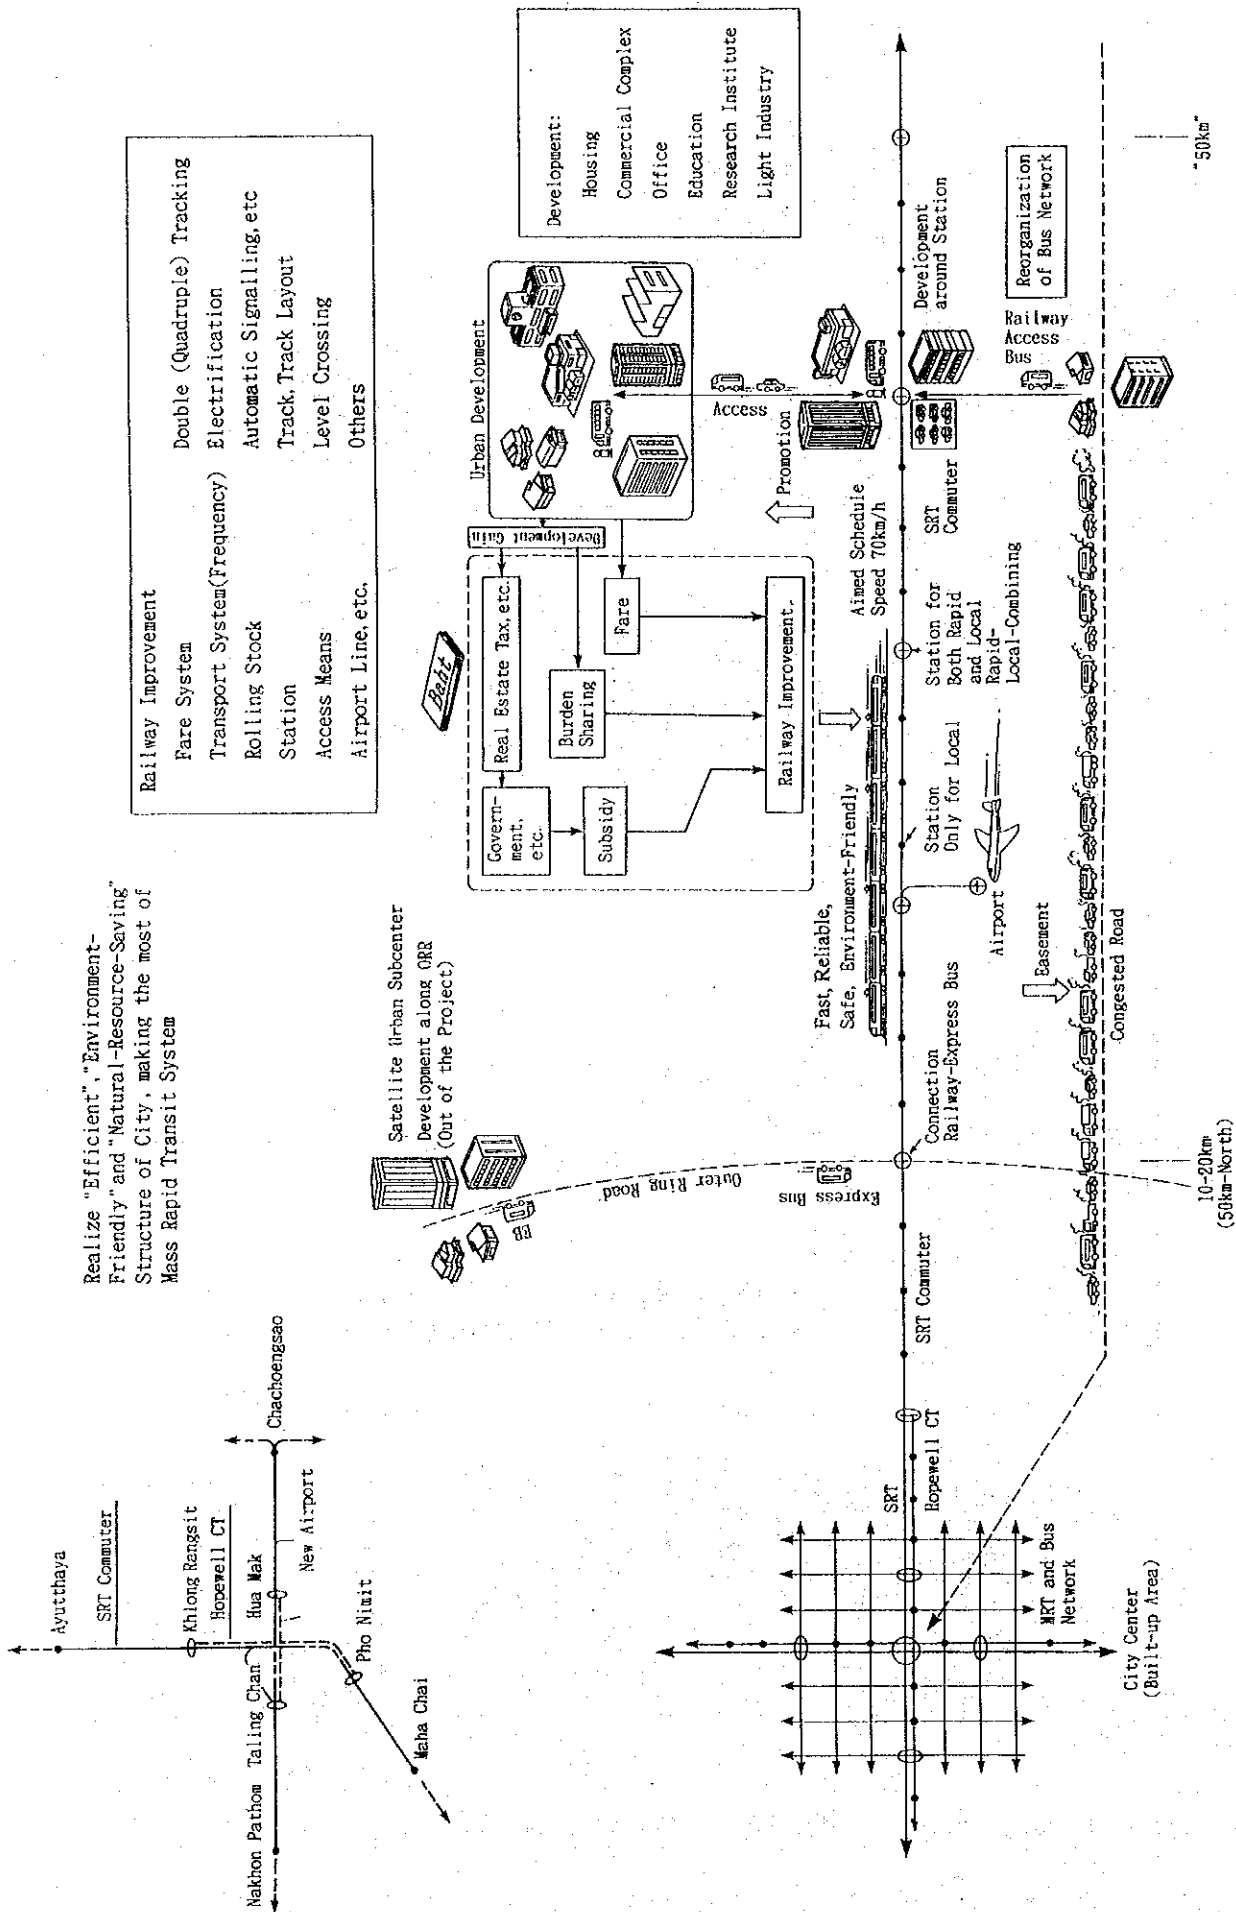 Realize "Efficient","Environment-
Friendly" and "Natural-Resource-Saving"
Structure of City, making the most of
Mass Rapid Transit System
Ayutthaya
SRT Commuter
Khlong Rangsit
Hopewell CT
Hua Mak
Chachoengsao
New Airport
Nakhon Pathom
Taling Chan
Pho Nimit
Maha Chai
Railway Improvement
Fare System
Transport System(Frequency)
Rolling Stock
Station
Access Means
Airport Line, etc.
Double (Quadruple) Tracking
Electrification
Automatic Signalling, etc
Track, Track Layout
Level Crossing
Others
Satellite Urban Subcenter
Development along ORR
(Out of the Project)
EB
Outer Ring Road
Express Bus
Baht
Real Estate Tax, etc.
Govern-
ment,
etc.
Subsidy
Burden
Sharing
Fare
Development Gain
Railway Improvement.
Urban Development
Development:
Housing
Commercial Complex
Office
Education
Research Institute
Light Industry
Promotion
Access
Fast, Reliable,
Safe, Environment-Friendly
Aimed Schedule
Speed 70km/h
SRT
Hopewell CT
SRT Commuter
Connection
Railway-Express Bus
Airport
Station
Only for Local
Station for
Both Rapid
and Local
Rapid-
Local-Combining
SRT
Commuter
Development
around Station
Railway
Access
Bus
Reorganization
of Bus Network
MRT and Bus
Network
City Center
(Built-up Area)
Easement
Congested Road
10-20km
(50km-North)
"50km"